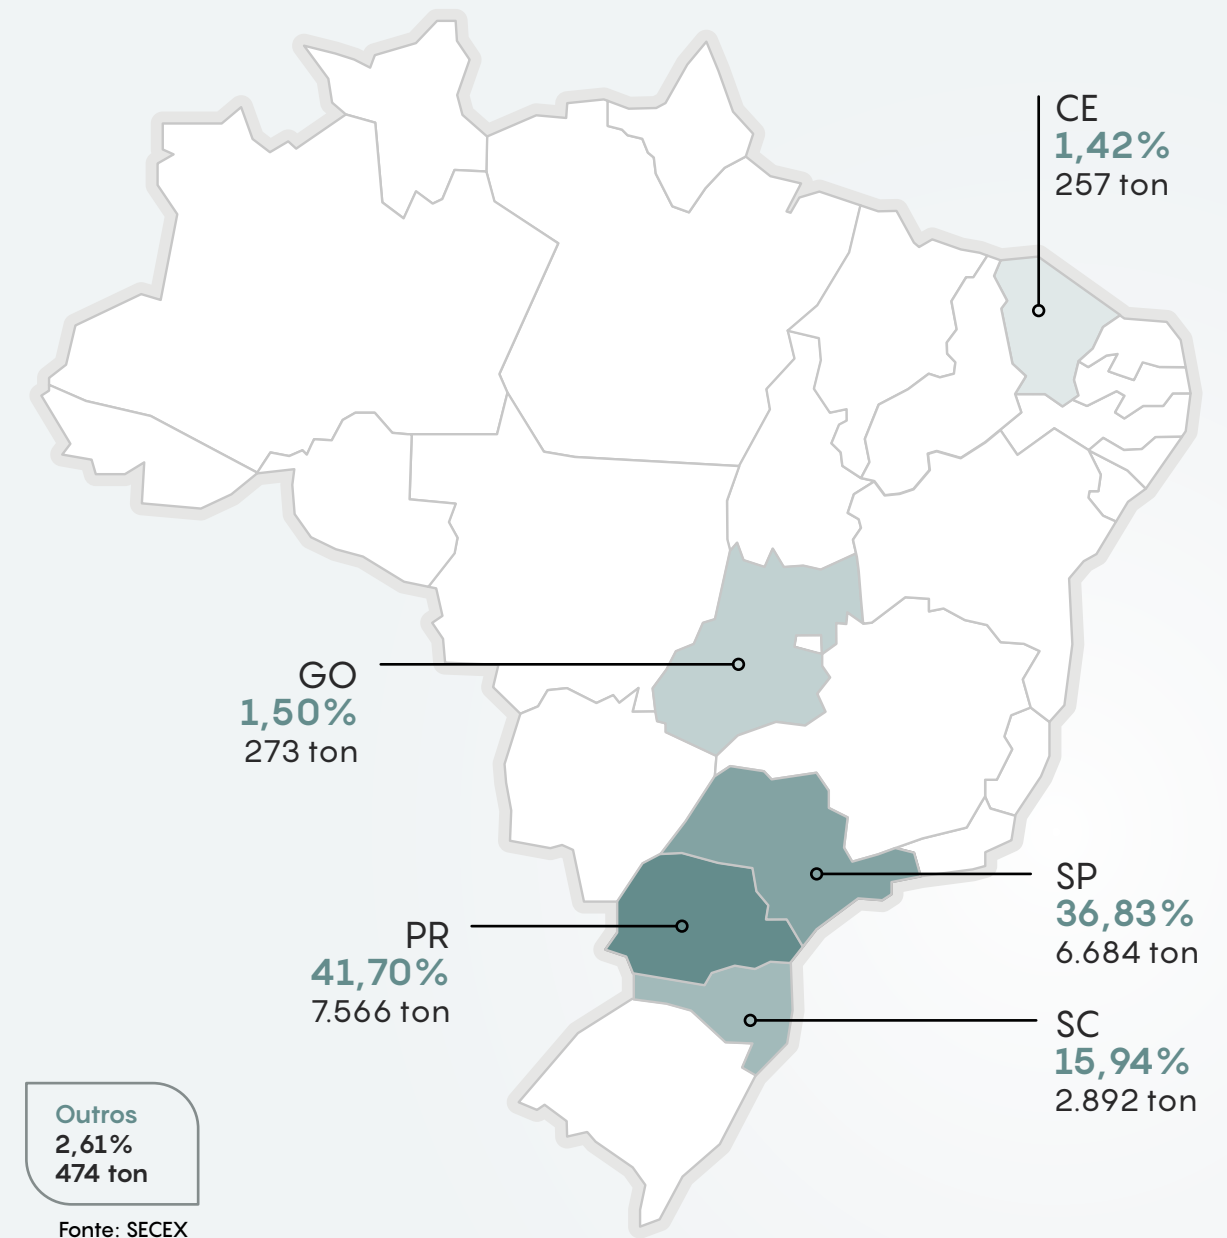 CE
1,42%
257 ton
GO
1,50%
273 ton
SP
36,83%
6.684 ton
PR
41,70%
7.566 ton
SC
15,94%
2.892 ton
Outros
2,61%
474 ton
Fonte: SECEX